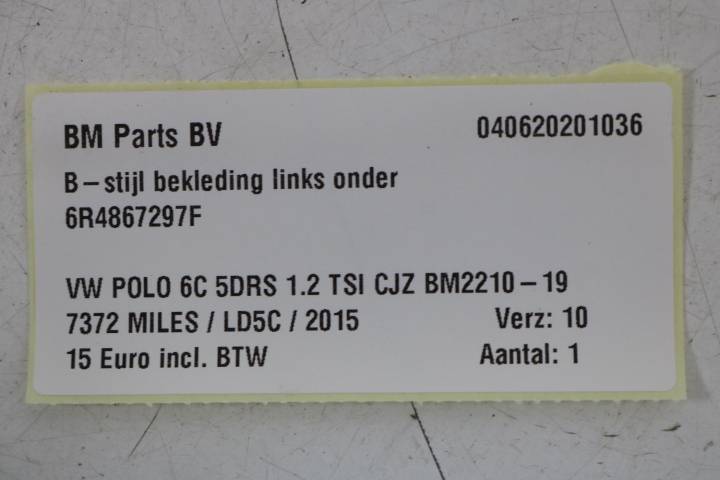 BM Parts BV 040620201036
B-stijl bekleding links onder
6R4867297F
VW POLO 6C 5DRS 1.2 TSI CJZ BM2210-19
7372 MILES / LD5C / 2015 Verz: 10
15 Euro incl. BTW Aantal: 1